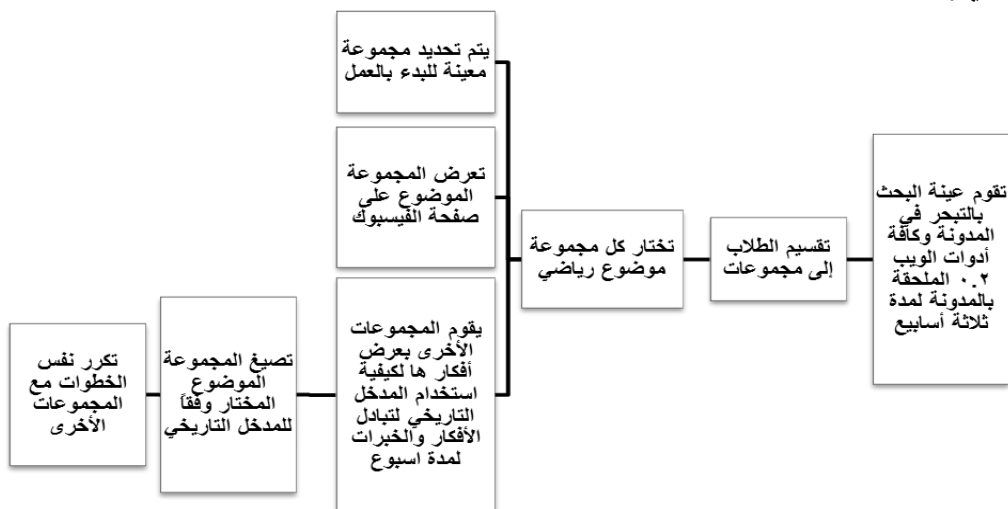 تقوم عينة البحث
بالتبحر في
المدونة وكافة
أدوات الويب
٠.٢ الملحقة
بالمدونة لمدة
ثلاثة أسابيع
تقسيم الطلاب
إلى مجموعات
تختار كل مجموعة
موضوع رياضي
يتم تحديد مجموعة
معينة للبدء بالعمل
تعرض المجموعة
الموضوع على
صفحة الفيسبوك
يقوم المجموعات
الأخرى بعرض
أفكار ها لكيفية
استخدام المدخل
التاريخي لتبادل
الأفكار والخبرات
لمدة اسبوع
تصيغ المجموعة
الموضوع
المختار وفقاً
للمدخل التاريخي
تكرر نفس
الخطوات مع
المجموعات
الأخرى